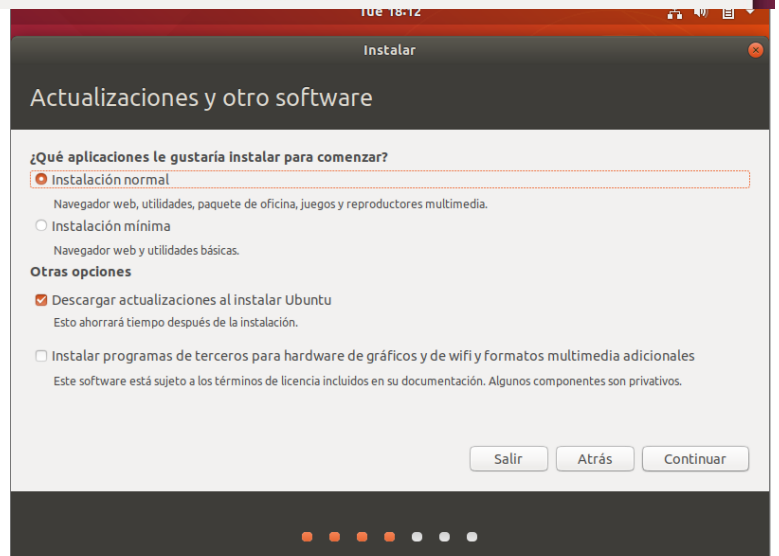 Tue 18:12
Instalar
Actualizaciones y otro software
¿Qué aplicaciones le gustaría instalar para comenzar?
Instalación normal
Navegador web, utilidades, paquete de oficina, juegos y reproductores multimedia.
Instalación mínima
Navegador web y utilidades básicas.
Otras opciones
Descargar actualizaciones al instalar Ubuntu
Esto ahorrará tiempo después de la instalación.
Instalar programas de terceros para hardware de gráficos y de wifi y formatos multimedia adicionales
Este software está sujeto a los términos de licencia incluidos en su documentación. Algunos componentes son privativos.
Salir Atrás Continuar